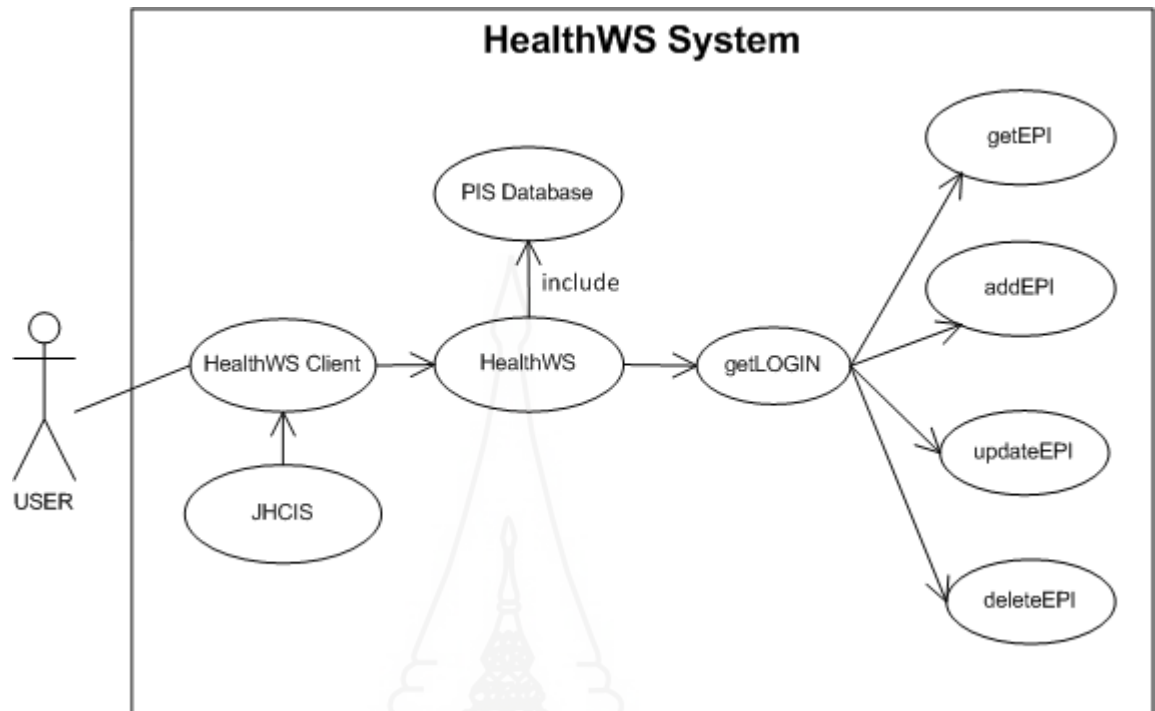 HealthWS System
getEPI
PIS Database
include
addEPI
HealthWS Client
HealthWS
getLOGIN
updateEPI
USER
JHCIS
deleteEPI